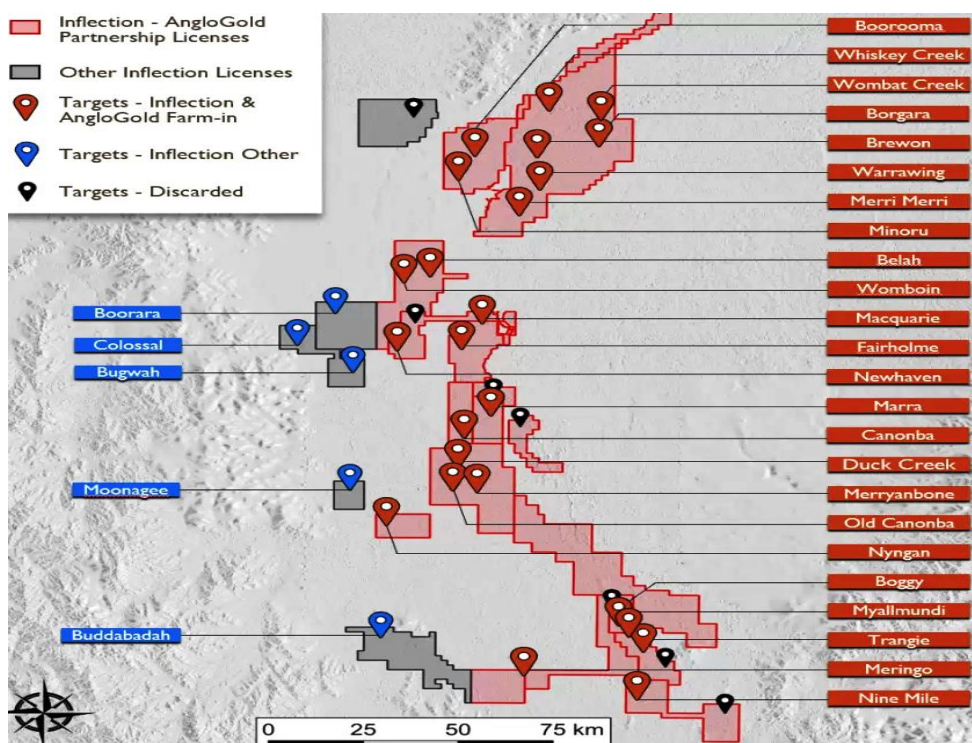 Inflection - AngloGold
Partnership Licenses
Other Inflection Licenses
Targets - Inflection &
AngloGold Farm-in
Targets - Inflection Other
Targets - Discarded
Boorooma
Whiskey Creek
Wombat Creek
Borgara
Brewon
Warrawing
Merri Merri
Minoru
Belah
Womboin
Macquarie
Fairholme
Newhaven
Marra
Canonba
Duck Creek
Merryanbone
Old Canonba
Nyngan
Boggy
Myallmundi
Trangie
Meringo
Nine Mile
Boorara
Colossal
Bugwah
Moonagee
Buddabadah
0 25 50 75 km